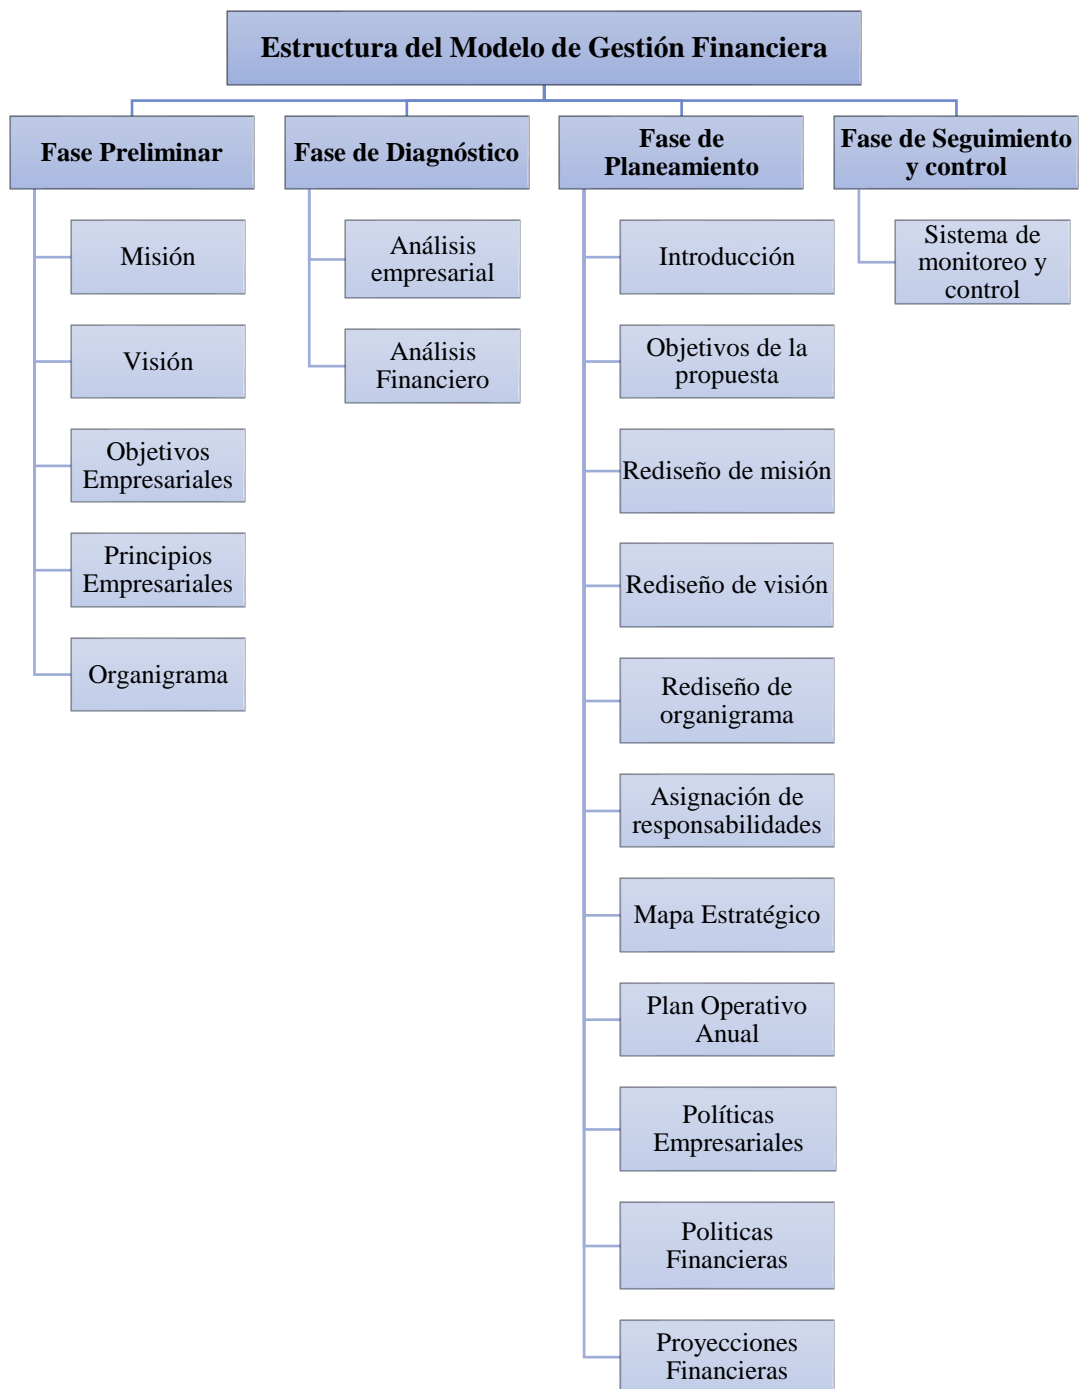 Estructura del Modelo de Gestión Financiera
Fase Preliminar
Misión
Visión
Objetivos
Empresariales
Principios
Empresariales
Organigrama
Fase de Diagnóstico
Análisis
empresarial
Análisis
Financiero
Fase de
Planeamiento
Introducción
Objetivos de la
propuesta
Rediseño de misión
Rediseño de visión
Rediseño de
organigrama
Asignación de
responsabilidades
Mapa Estratégico
Plan Operativo
Anual
Políticas
Empresariales
Politicas
Financieras
Proyecciones
Financieras
Fase de Seguimiento
y control
Sistema de
monitoreo y
control